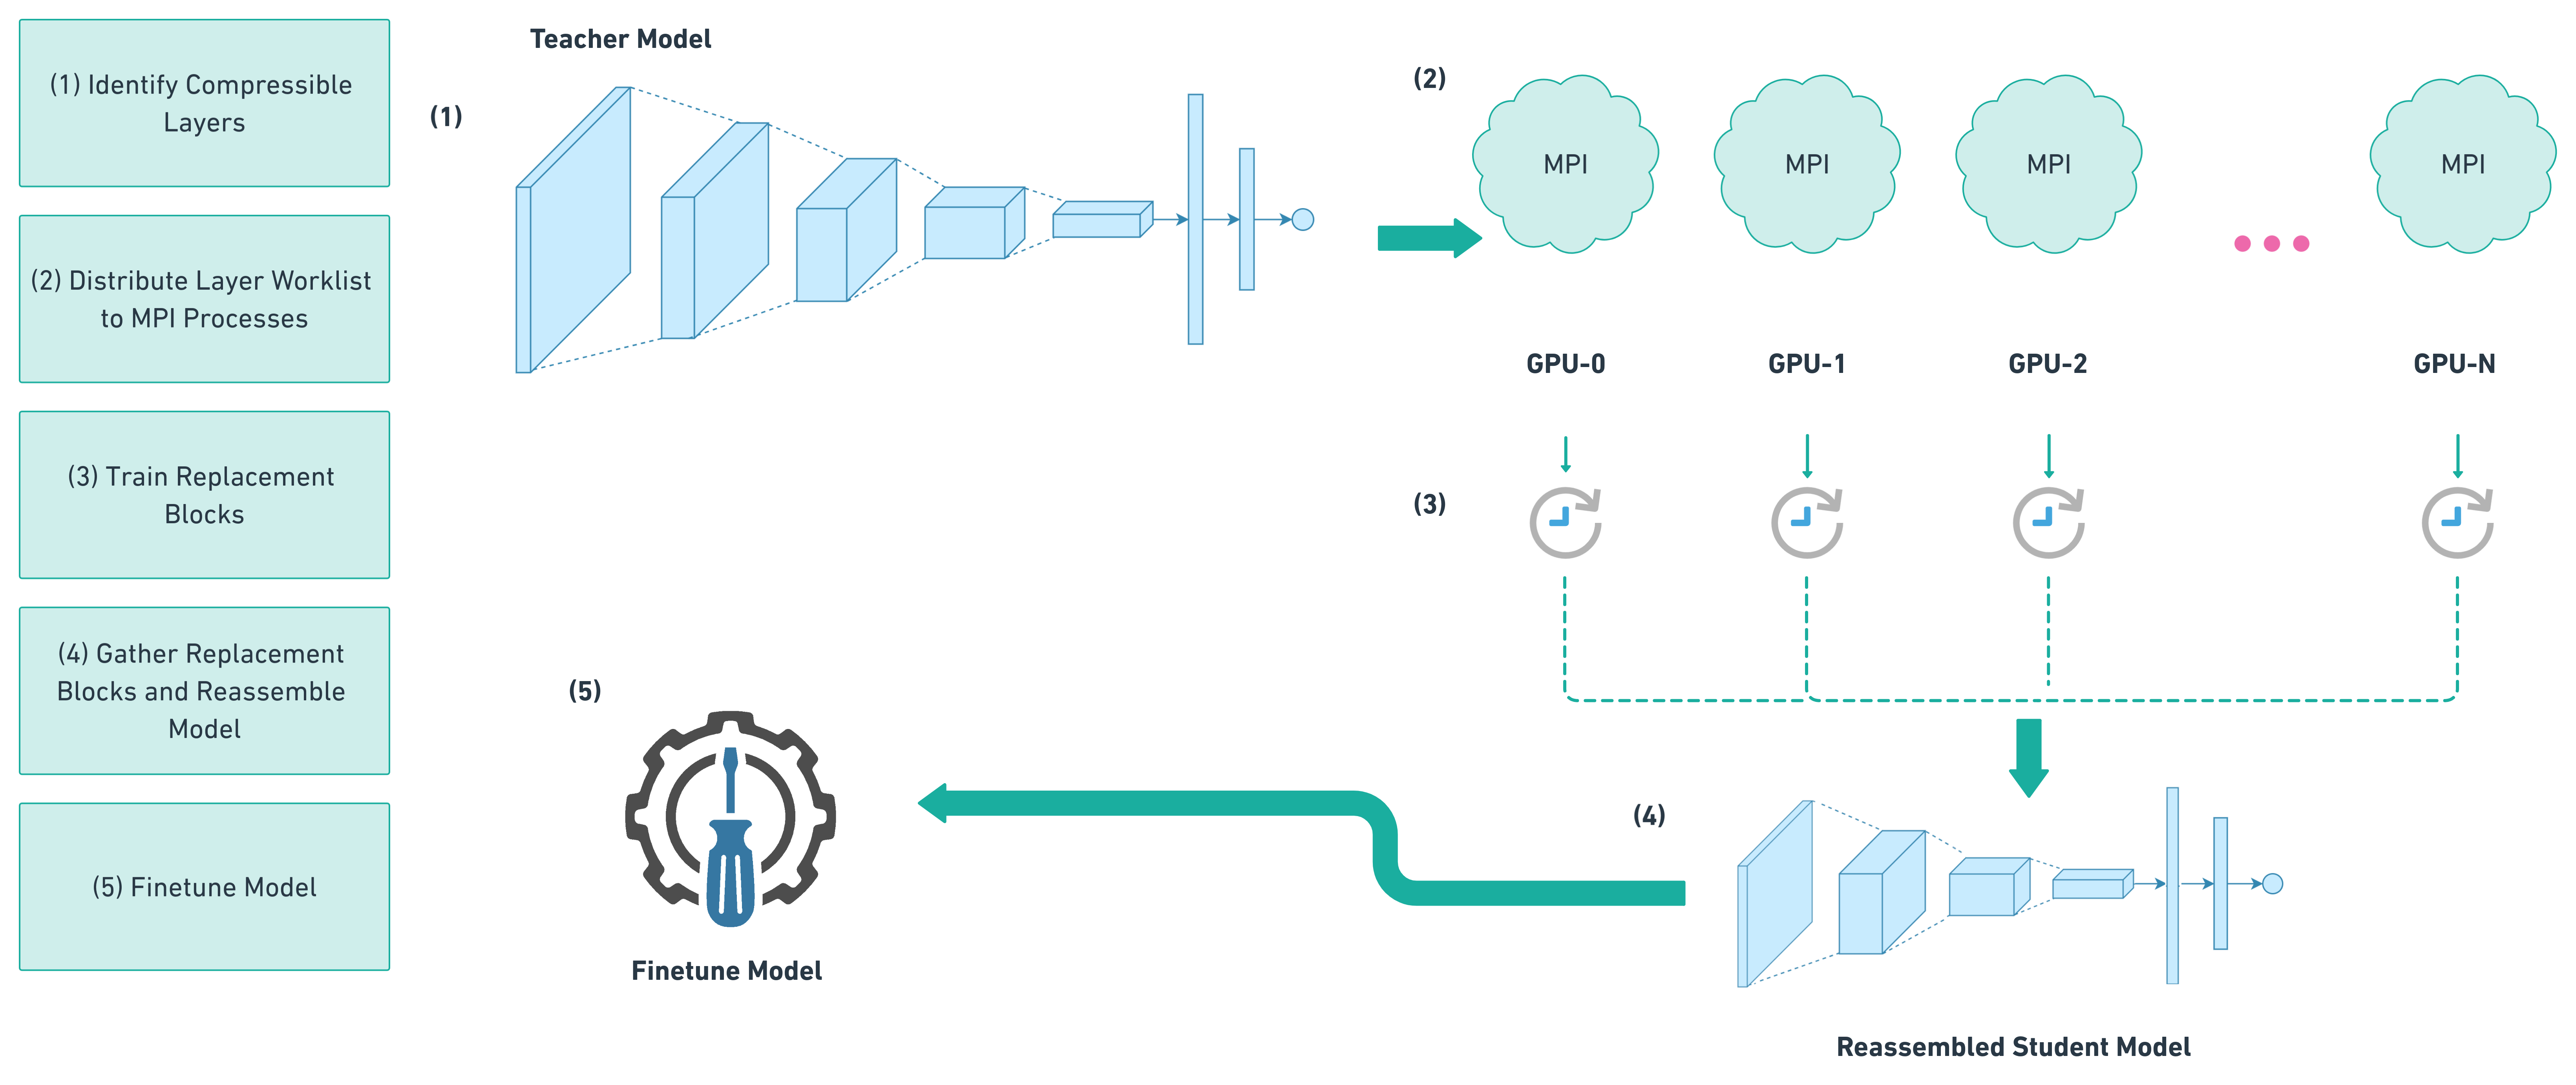 (1) Identify Compressible
Layers
(2) Distribute Layer Worklist
to MPI Processes
(3) Train Replacement
Blocks
(4) Gather Replacement
Blocks and Reassemble
Model
(5) Finetune Model
Teacher Model
(1)
(2)
MPI
MPI
MPI
MPI
GPU-0
GPU-1
GPU-2
GPU-N
(3)
(4)
Reassembled Student Model
(5)
Finetune Model